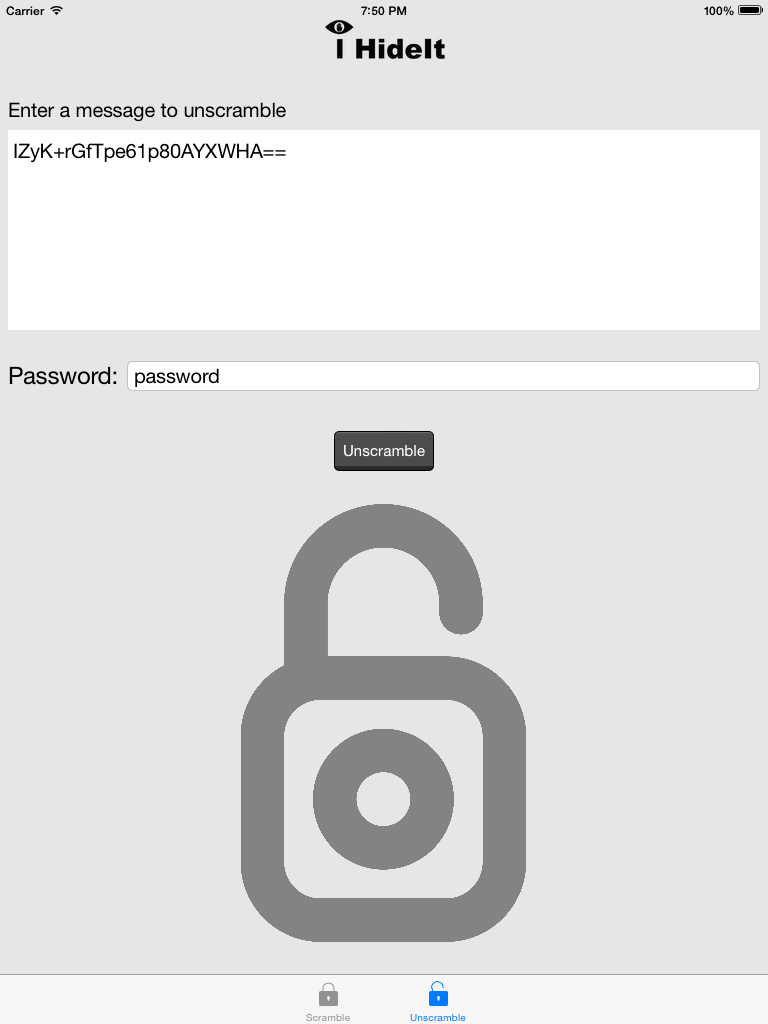 Carrier 7:50 PM 100%
I HideIt
Enter a message to unscramble
IZyK+rGfTpe61p80AYXWHA==
Password: password
Unscramble
Scramble Unscramble